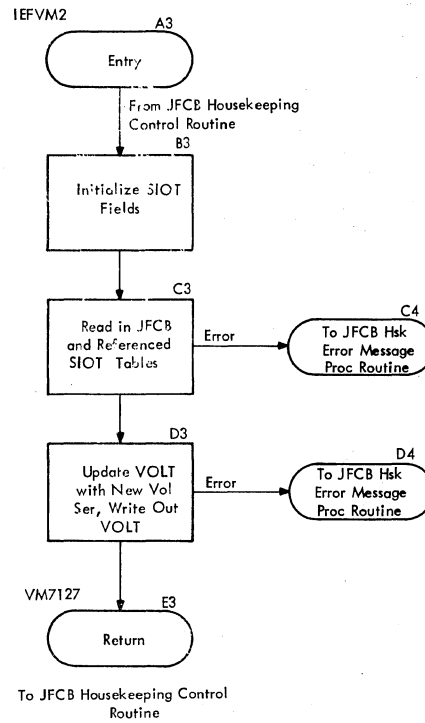 IEFVM2
A3
Entry
From JFCB Housekeeping
Control Routine
B3
Initialize SIOT
Fields
C3
Read in JFCB
and Referenced
SIOT Tables
Error
C4
To JFCB Hsk
Error Message
Proc Routine
D3
Update VOLT
with New Vol
Ser, Write Out
VOLT
Error
D4
To JFCB Hsk
Error Message
Proc Routine
VM7127
E3
Return
To JFCB Housekeeping Control
Routine